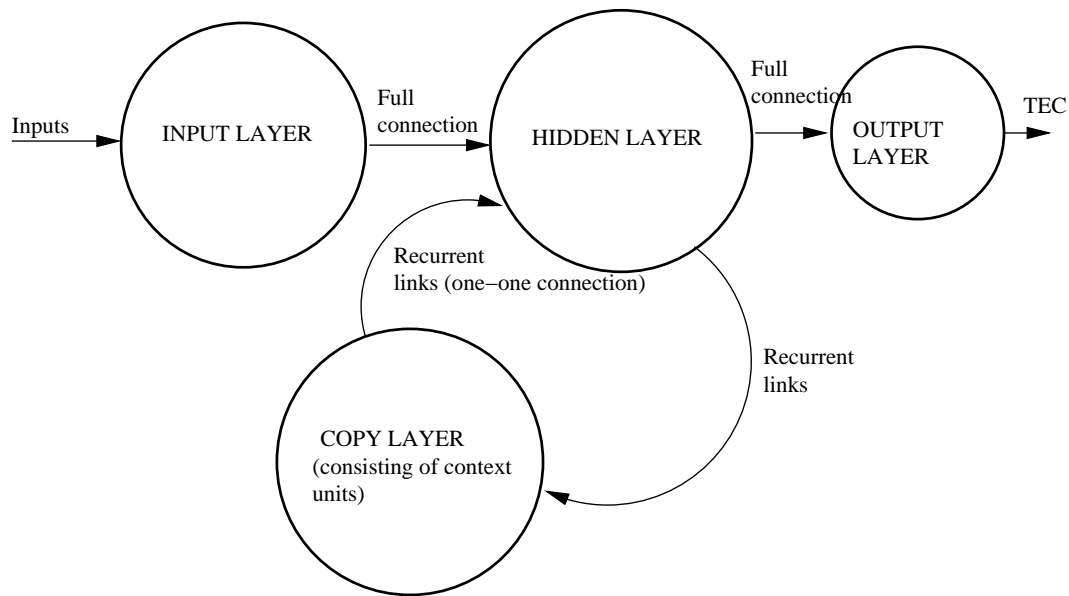 Inputs
INPUT LAYER
Full
connection
HIDDEN LAYER
Full
connection
OUTPUT
LAYER
TEC
Recurrent
links (one−one connection)
Recurrent
links
COPY LAYER
(consisting of context
units)